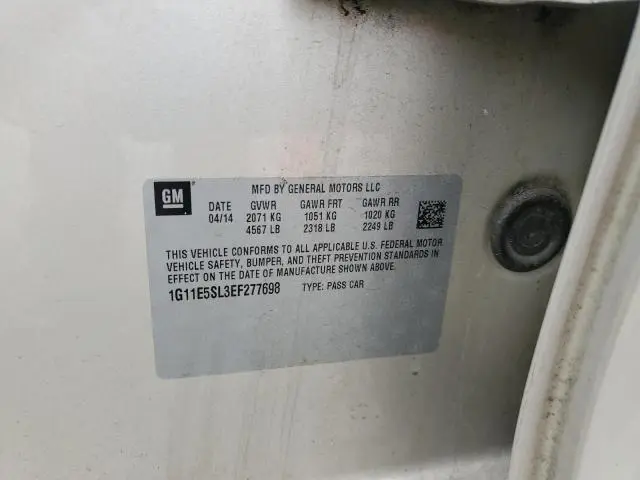 GM
MFD BY GENERAL MOTORS LLC
DATE GVWR GAWR FRT GAWR RR
04/14 2071 KG 1051 KG 1020 KG
4567 LB 2318 LB 2249 LB
THIS VEHICLE CONFORMS TO ALL APPLICABLE U.S. FEDERAL MOTOR
VEHICLE SAFETY, BUMPER, AND THEFT PREVENTION STANDARDS IN
EFFECT ON THE DATE OF MANUFACTURE SHOWN ABOVE.
1G11E5SL3EF277698 TYPE: PASS CAR